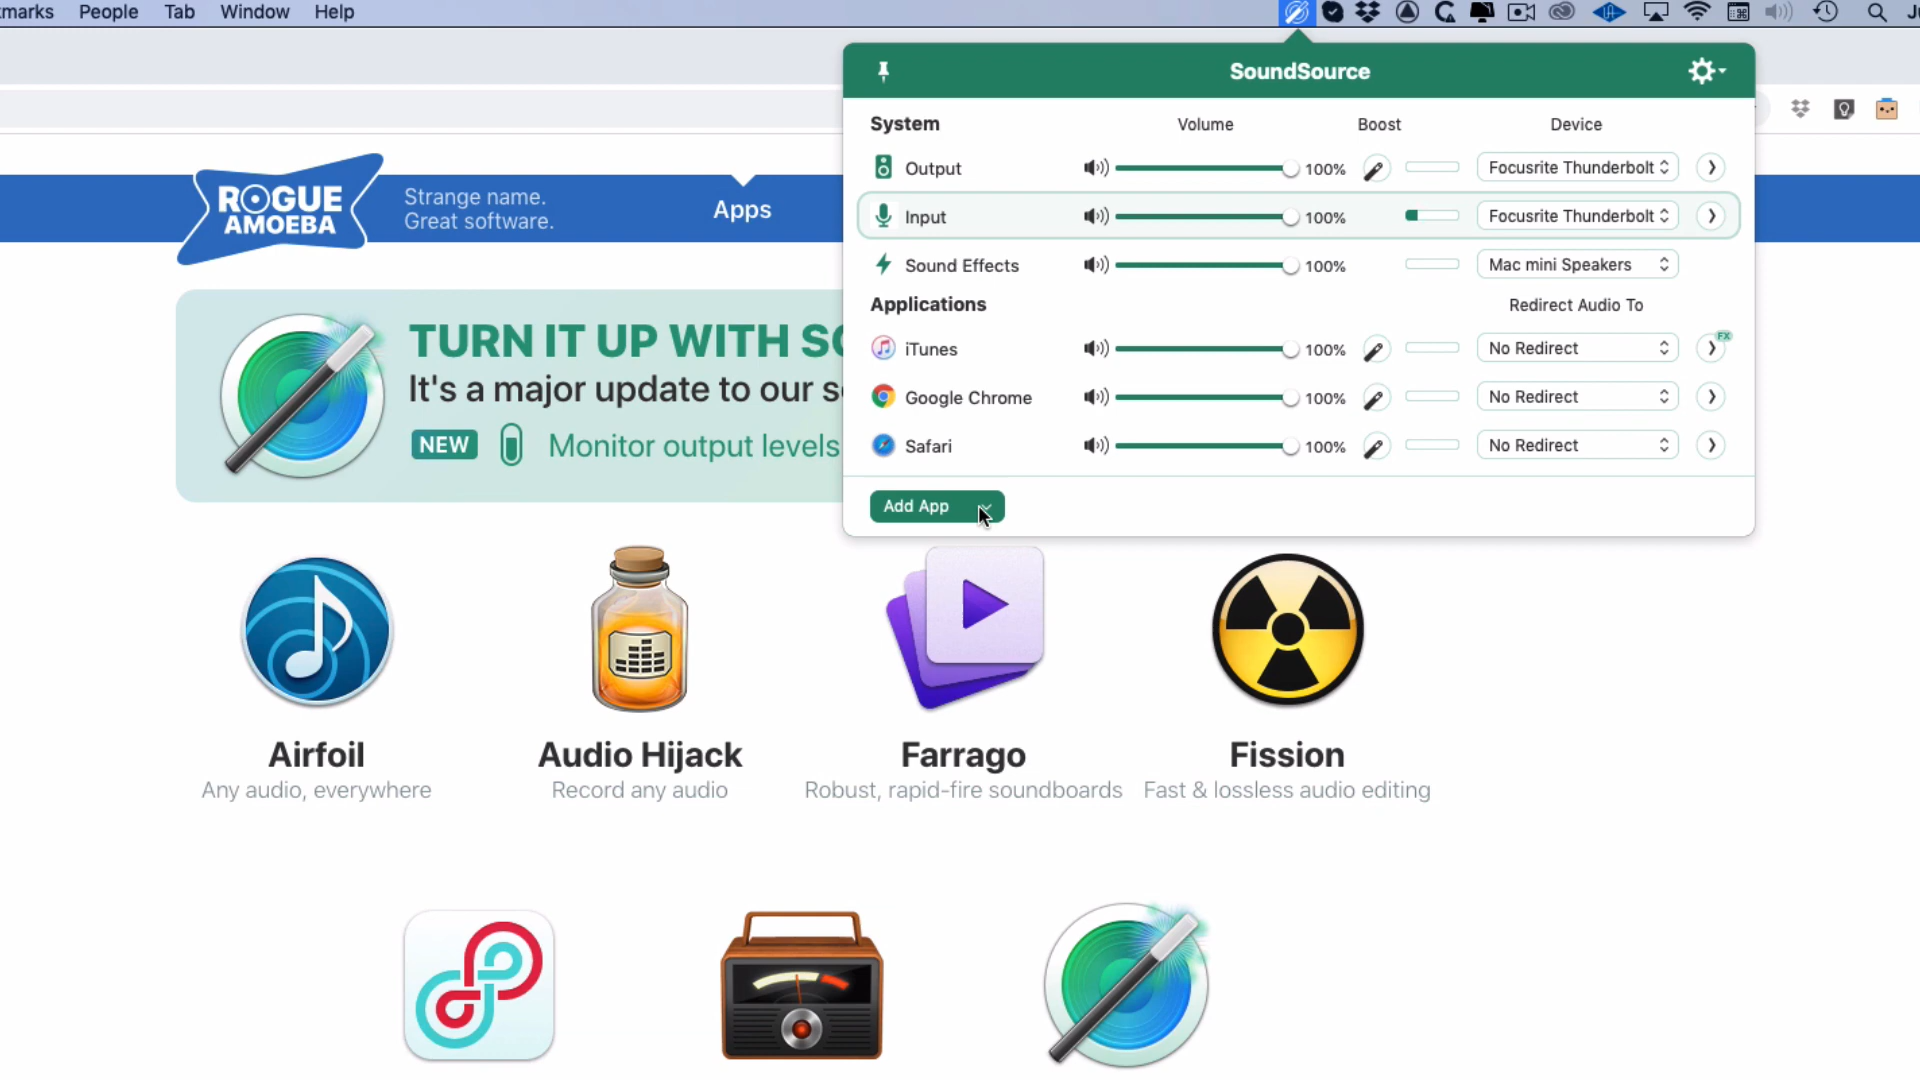 People Tab Window Help
SoundSource
System Volume Boost Device
Output 100% Focusrite Thunderbolt
Input 100% Focusrite Thunderbolt
Sound Effects 100% Mac mini Speakers
Applications Redirect Audio To
iTunes 100% No Redirect FX
Google Chrome 100% No Redirect
Safari 100% No Redirect
Add App
ROGUE
AMOEBA
Strange name.
Great software.
Apps
TURN IT UP WITH
It's a major update to our
NEW Monitor output levels
Airfoil
Any audio, everywhere
Audio Hijack
Record any audio
Farrago
Robust, rapid-fire soundboards
Fission
Fast & lossless audio editing